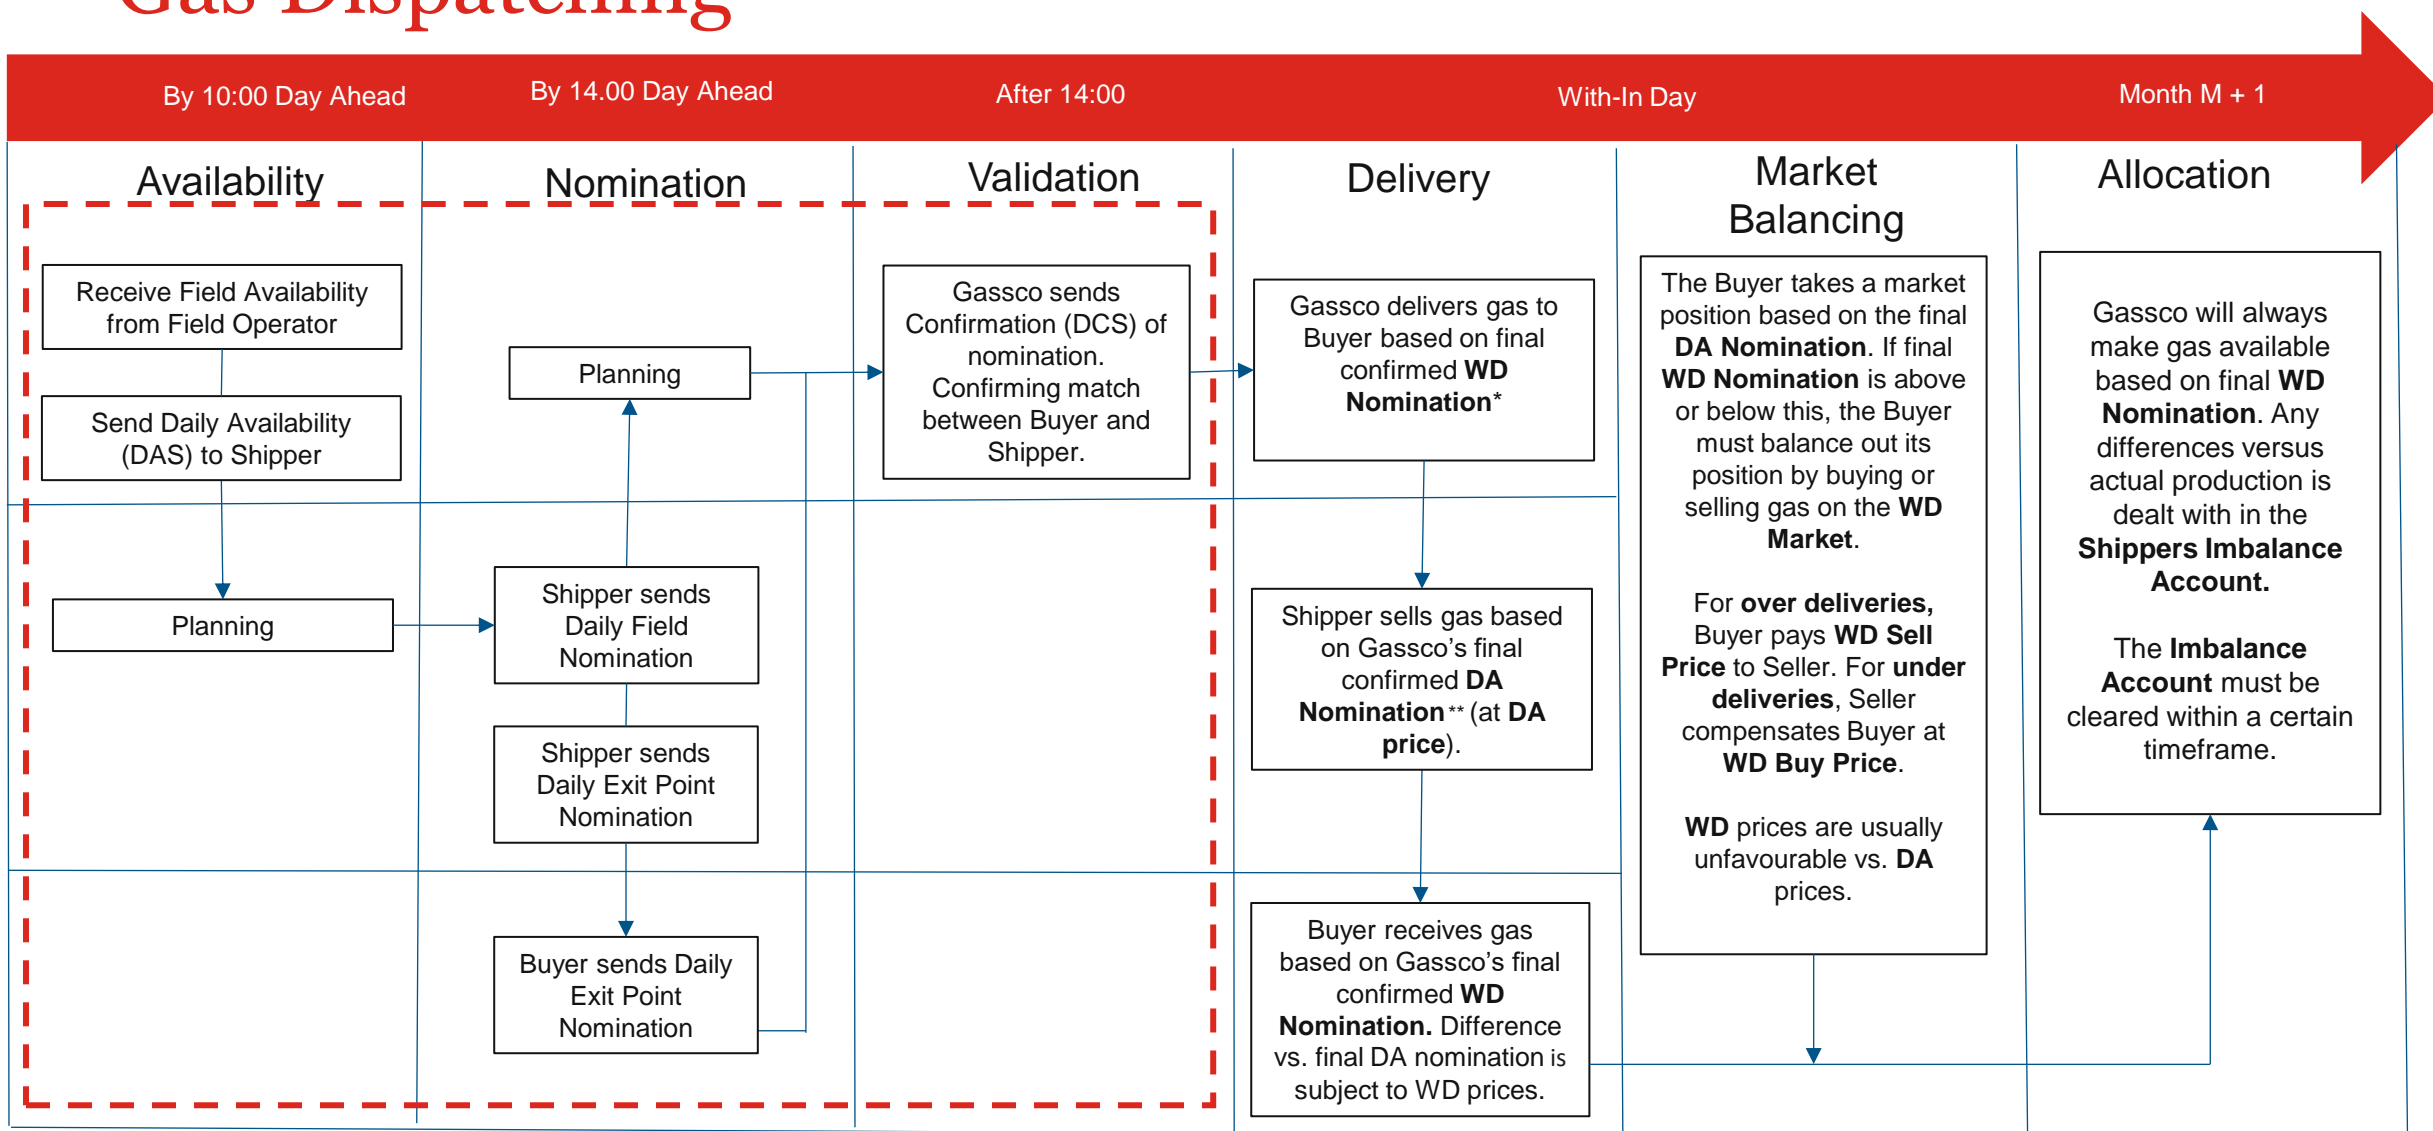 Gas Dispatching
By 10:00 Day Ahead
By 14.00 Day Ahead
After 14:00
With-In Day
Month M + 1
Availability
Nomination
Validation
Delivery
Market
Balancing
Allocation
Receive Field Availability
from Field Operator
Send Daily Availability
(DAS) to Shipper
Planning
Planning
Shipper sends
Daily Field
Nomination
Shipper sends
Daily Exit Point
Nomination
Buyer sends Daily
Exit Point
Nomination
Gassco sends
Confirmation (DCS) of
nomination.
Confirming match
between Buyer and
Shipper.
Gassco delivers gas to
Buyer based on final
confirmed WD
Nomination*
Shipper sells gas based
on Gassco’s final
confirmed DA
Nomination** (at DA
price).
Buyer receives gas
based on Gassco’s final
confirmed WD
Nomination. Difference
vs. final DA nomination is
subject to WD prices.
The Buyer takes a market
position based on the final
DA Nomination. If final
WD Nomination is above
or below this, the Buyer
must balance out its
position by buying or
selling gas on the WD
Market.
For over deliveries,
Buyer pays WD Sell
Price to Seller. For under
deliveries, Seller
compensates Buyer at
WD Buy Price.
WD prices are usually
unfavourable vs. DA
prices.
Gassco will always
make gas available
based on final WD
Nomination. Any
differences versus
actual production is
dealt with in the
Shippers Imbalance
Account.
The Imbalance
Account must be
cleared within a certain
timeframe.